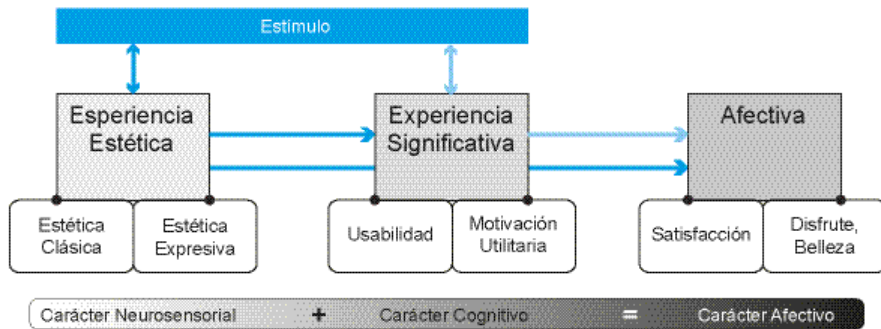 Estímulo
Esperiencia
Estética
Experiencia
Significativa
Afectiva
Estética
Clásica
Estética
Expresiva
Usabilidad
Motivación
Utilitaria
Satisfacción
Disfrute,
Belleza
Carácter Neurosensorial + Carácter Cognitivo = Carácter Afectivo